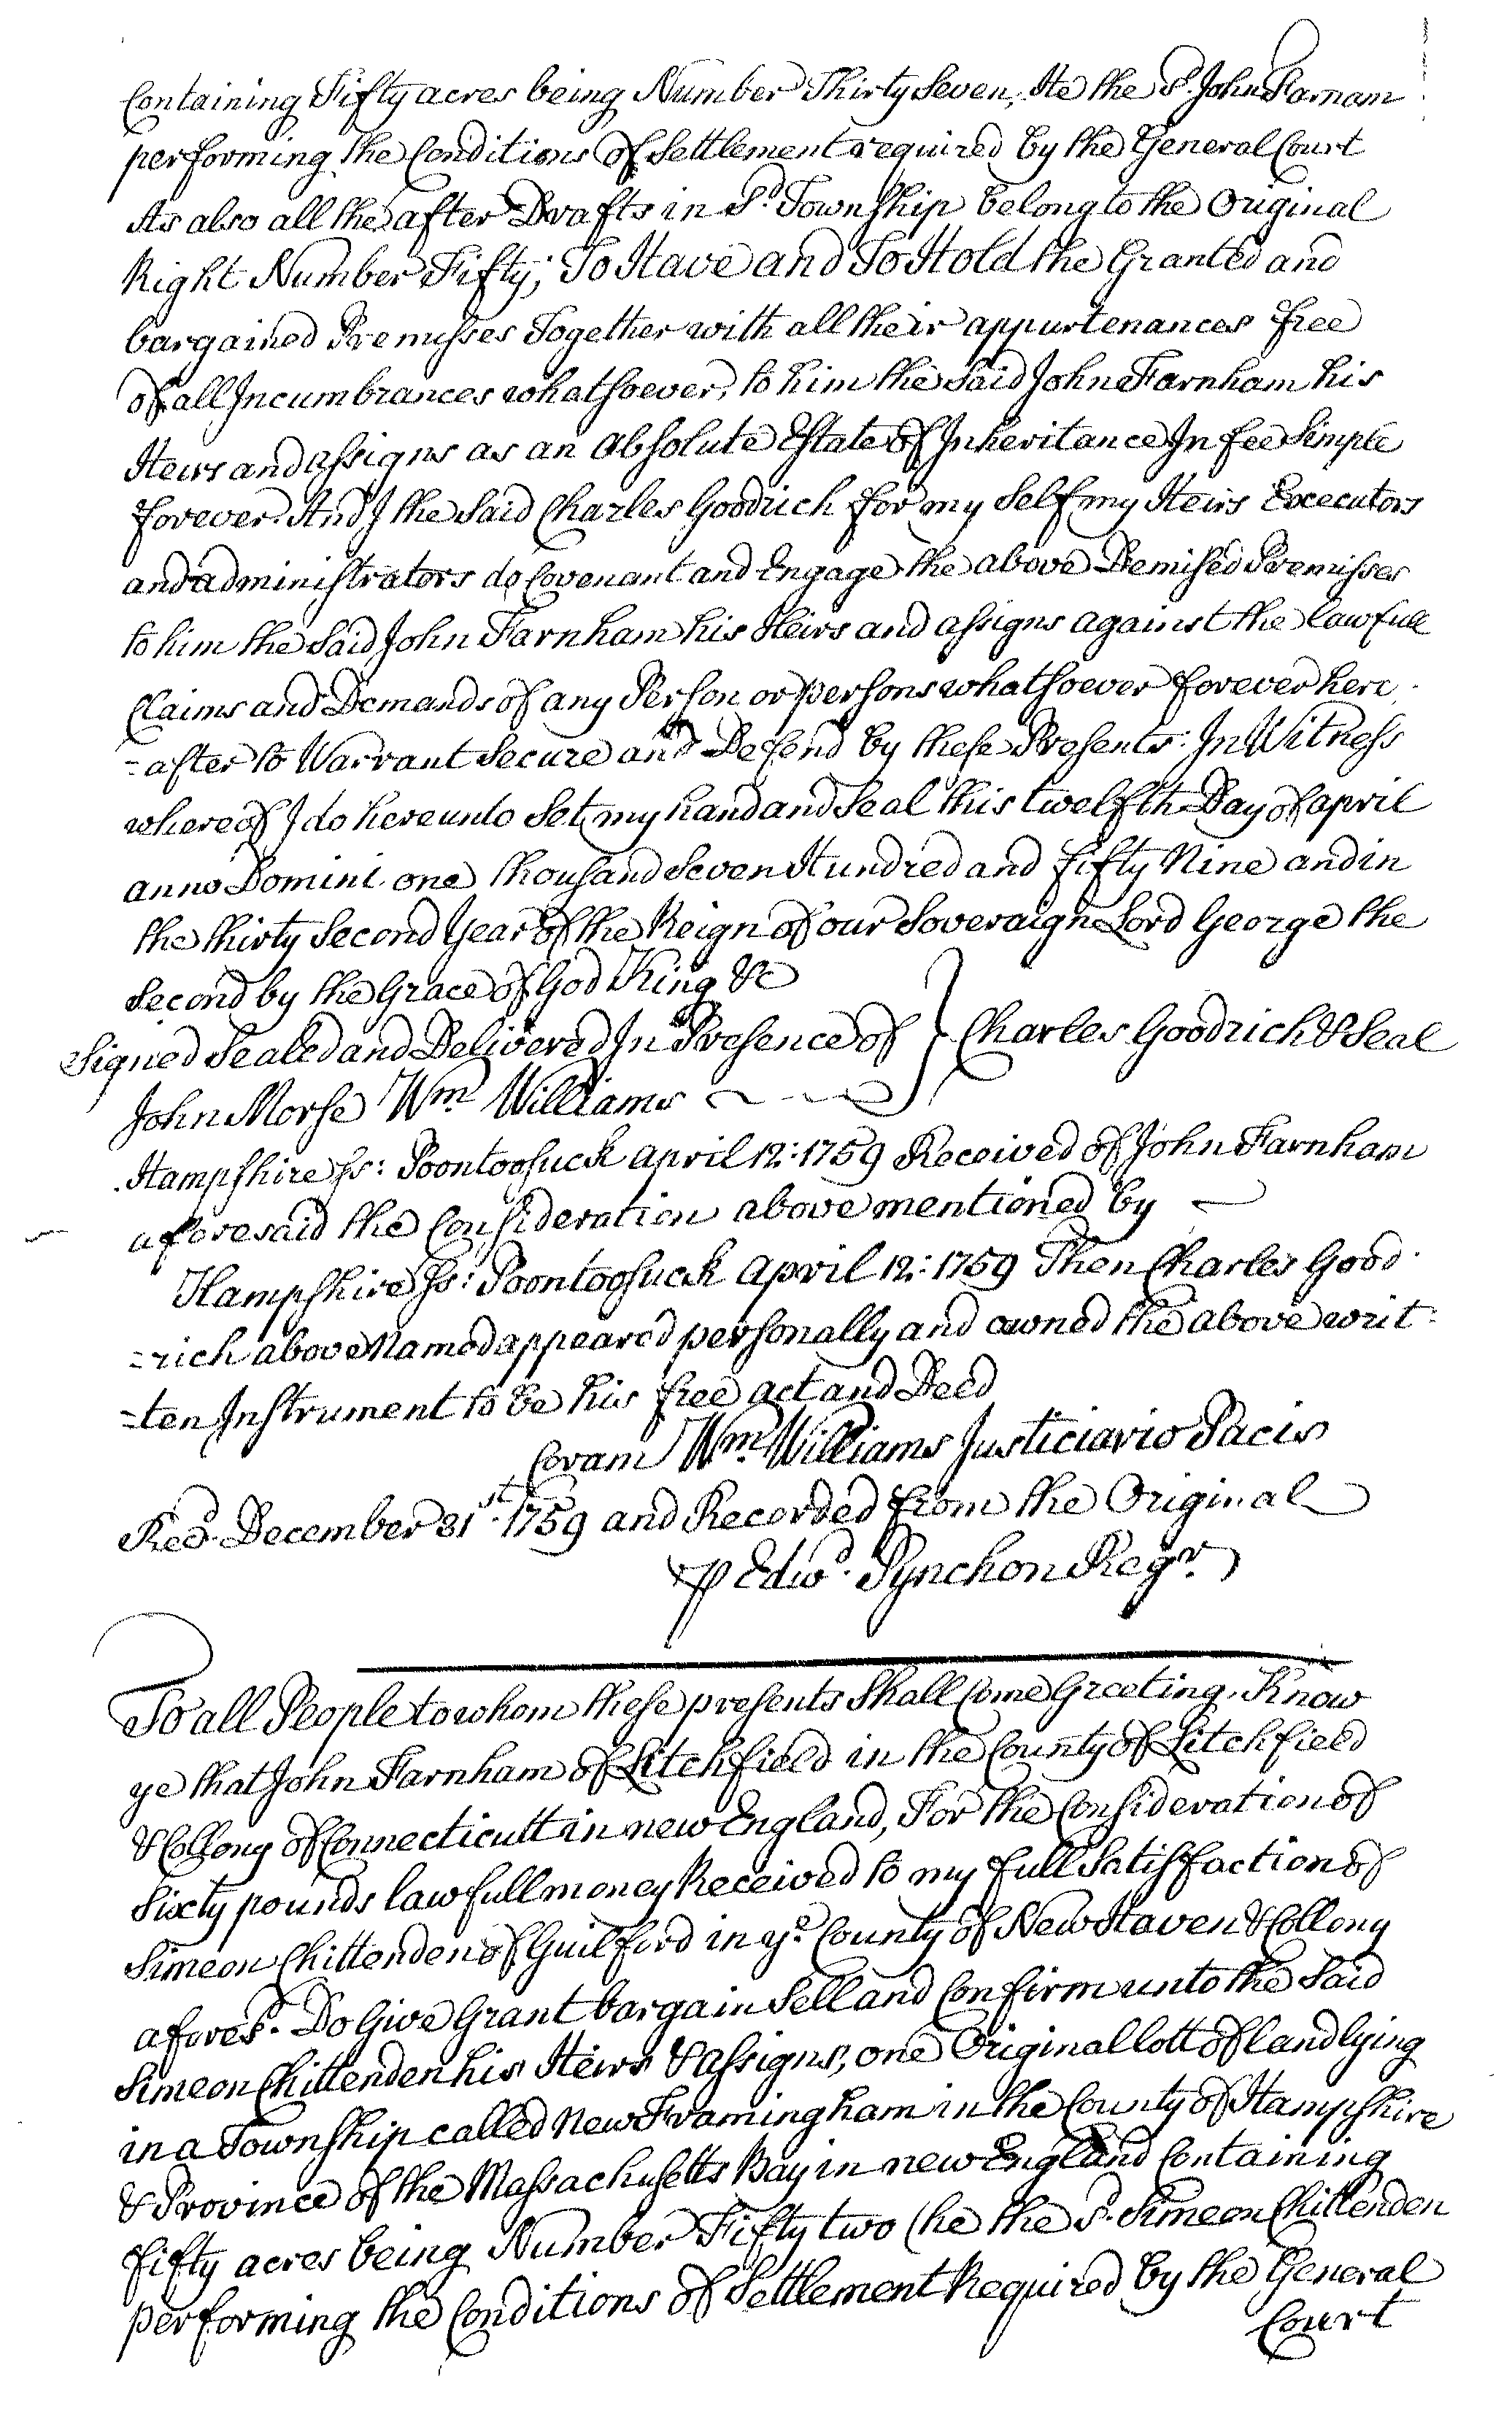 Containing Fifty acres being Number Thirty Seven, He the Sd. John Farnam
performing the Conditions of Settlement required by the General Court
As also all the after Drafts in Sd. Township belong to the Original
Right Number Fifty; To Have and To Hold the Granted and
bargained Premisses Together with all their appurtenances free
of all Incumbrances whatsoever, to him the Said John Farnham his
Heirs and assigns as an absolute Estate of Inheritance In fee Simple
forever. And I the Said Charles Goodrich for my Self my Heirs Executors
and administrators do Covenant and Engage the above Demised Premisses
to him the Said John Farnham his Heirs and assigns against the lawfull
Claims and Demands of any Person or persons whatsoever forever here
=after to Warrant Secure and Defend by these Presents: In Witness
whereof I do hereunto Set my hand and Seal this twelfth Day of april
anno Domini one thousand Seven Hundred and fifty Nine and in
the thirty Second Year of the Reign of our Soveraign Lord George the
Second by the Grace of God King &c
Signed Sealed and Delivered In Presence of } Charles Goodrich & Seal
John Morse Wm. Williams
Hampshire ss: Poontoosuck april 12: 1759 Received of John Farnham
aforesaid the Consideration above mentioned by
Hampshire ss: Poontoosuck April 12: 1759 Then Charles Good
=rich above Named appeared personally and owned the above writ=
=ten Instrument to be his free act and Deed
Coram Wm. Williams Justiciario Pacis
Recd. December 31st. 1759 and Recorded from the Original
P Edwd. Pynchon Regr.
To all People to whom these presents Shall Come Greeting. Know
ye that John Farnham of Litchfield in the County of Litchfield
& Collony of Connecticutt in new England, For the Consideration of
Sixty pounds lawfull money Received to my full Satisfaction of
Simeon Chittenden of Guilford in ye. County of New Haven & Collony
afores.d Do Give Grant bargain Sell and Confirm unto the Said
Simeon Chittenden his Heirs & assigns, one Original lott of land lying
in a Township called New Framingham in the County of Hampshire
& Province of the Massachusetts Bay in new England Containing
fifty acres being Number Fifty two (he the sd. Simeon Chittenden
performing the Conditions of Settlement Required by the General
Court